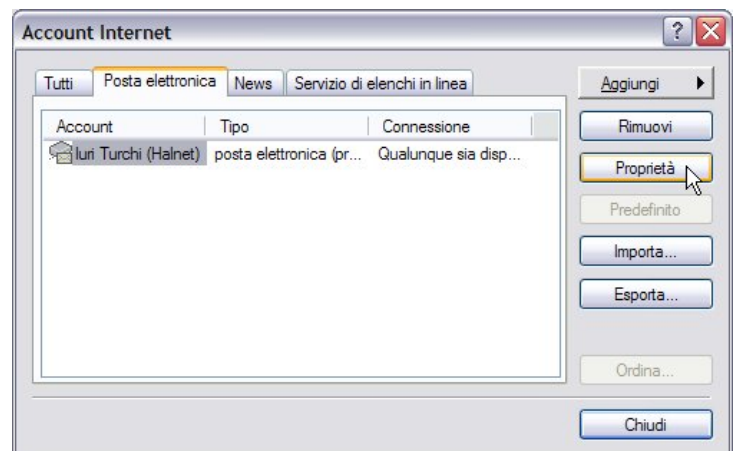 Account Internet
Tutti Posta elettronica News Servizio di elenchi in linea
Aggiungi
Account Tipo Connessione
Rimuovi
Iuri Turchi (Halnet) posta elettronica (pr... Qualunque sia disp...
Proprietà
Predefinito
Importa...
Esporta...
Ordina...
Chiudi